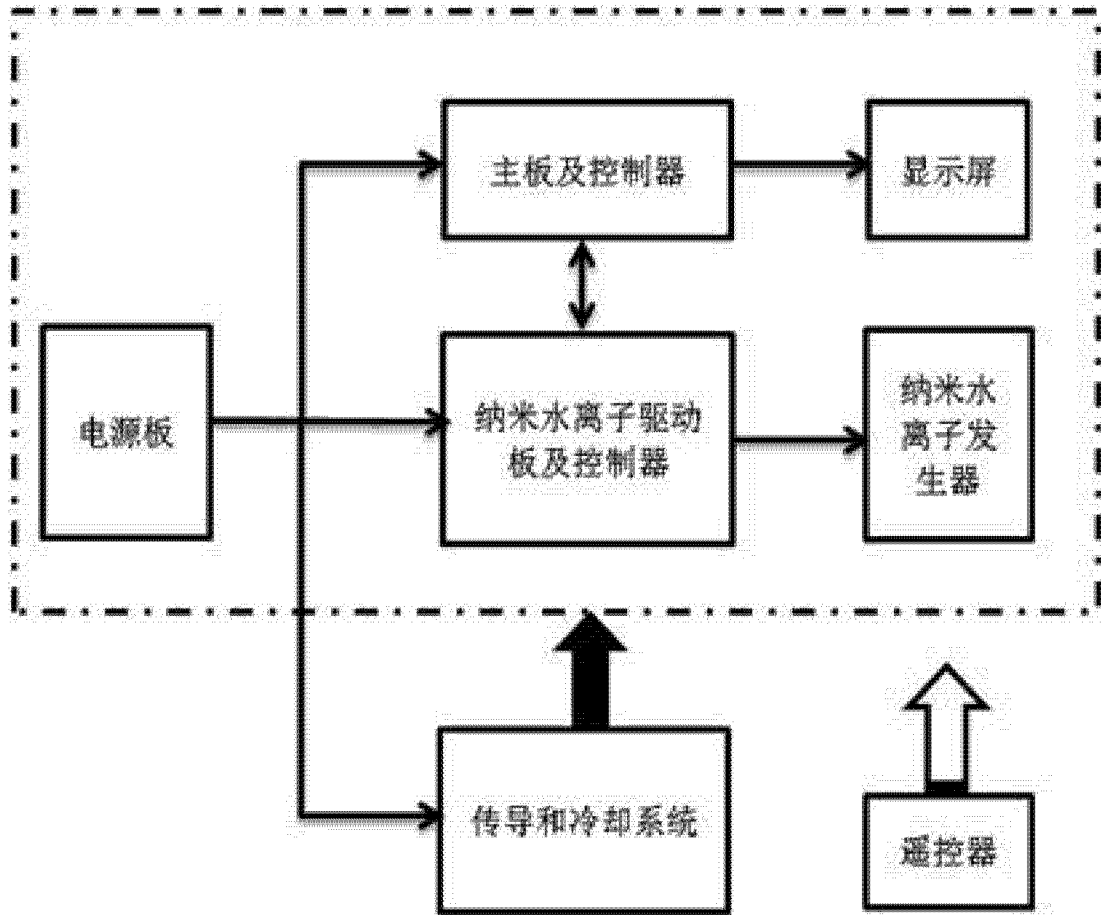 主板及控制器
显示屏
电源板
纳米水离子驱动
板及控制器
纳米水
离子发
生器
传导和冷却系统
遥控器